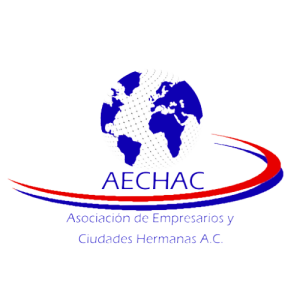 AECHAC
Asociación de Empresarios y
Ciudades Hermanas A.C.